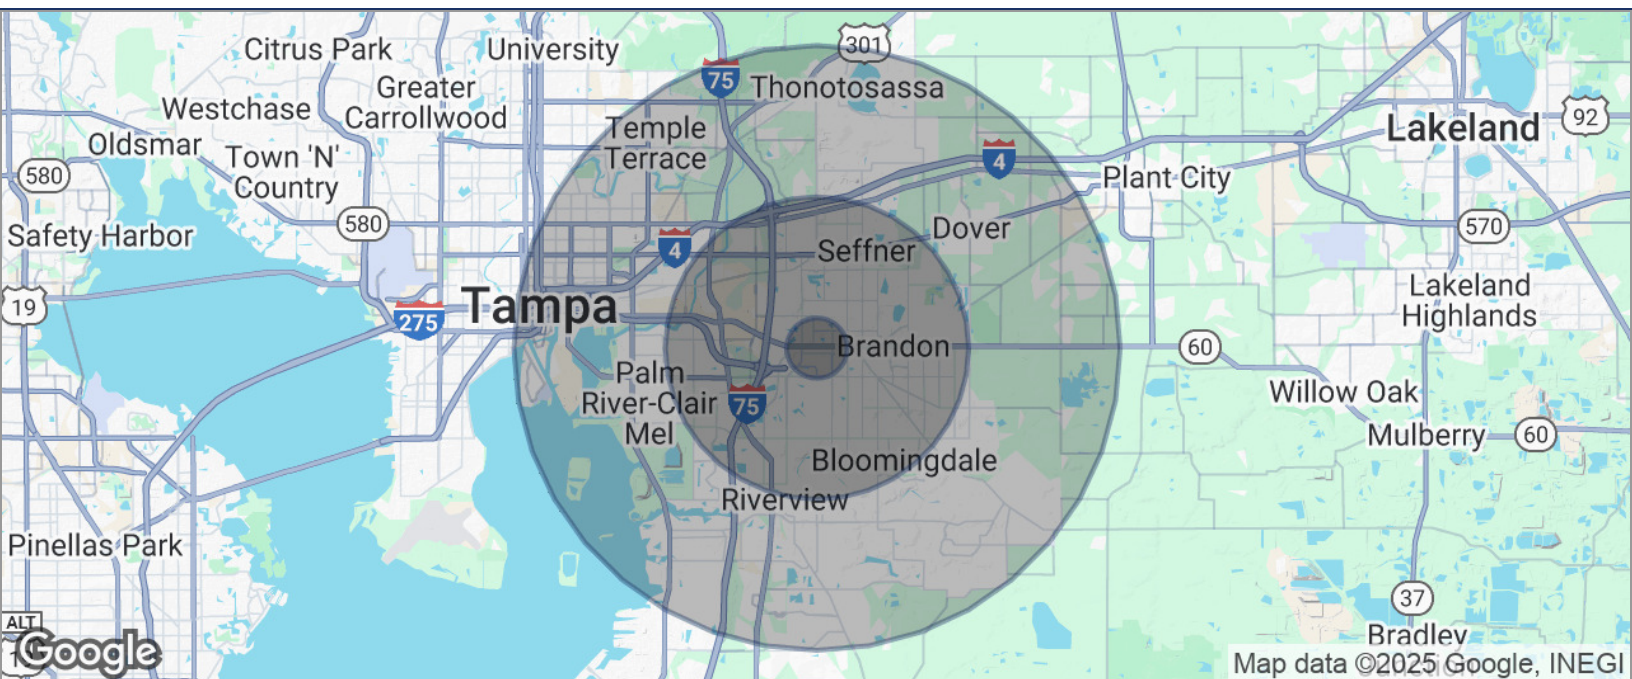 Citrus Park
University
301
75
Thonotosassa
Greater
Carrollwood
Westchase
92
Lakeland
Temple
Terrace
Oldsmar
Town 'N'
Country
4
580
Plant City
580
570
Safety Harbor
Dover
4
Seffner
19
Tampa
275
Lakeland
Highlands
Brandon
60
Palm
River-Clair
Mel
75
Willow Oak
Mulberry
60
Bloomingdale
Riverview
Pinellas Park
37
ALT
Bradley
Google
Map data ©2025 Google, INEGI